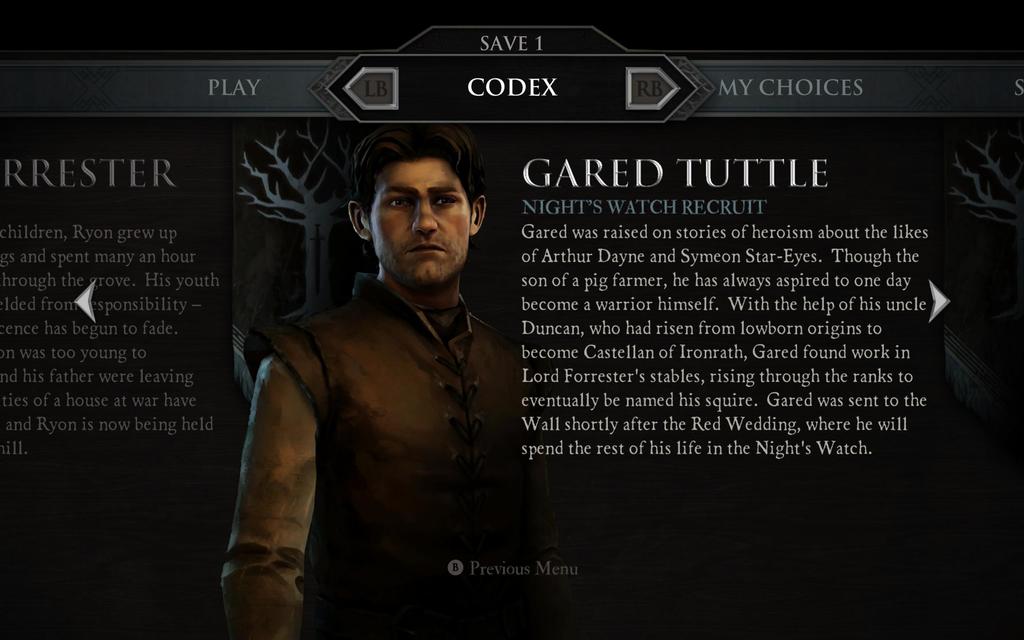 SAVE 1
PLAY
LB
CODEX
RB
MY CHOICES
S
RRESTER
children, Ryon grew up
gs and spent many an hour
through the grove. His youth
elded from esponsibility –
cence has begun to fade.
on was too young to
nd his father were leaving
ties of a house at war have
and Ryon is now being held
hill.
GARED TUTTLE
NIGHT'S WATCH RECRUIT
Gared was raised on stories of heroism about the likes
of Arthur Dayne and Symeon Star-Eyes. Though the
son of a pig farmer, he has always aspired to one day
become a warrior himself. With the help of his uncle
Duncan, who had risen from lowborn origins to
become Castellan of Ironrath, Gared found work in
Lord Forrester's stables, rising through the ranks to
eventually be named his squire. Gared was sent to the
Wall shortly after the Red Wedding, where he will
spend the rest of his life in the Night's Watch.
B Previous Menu